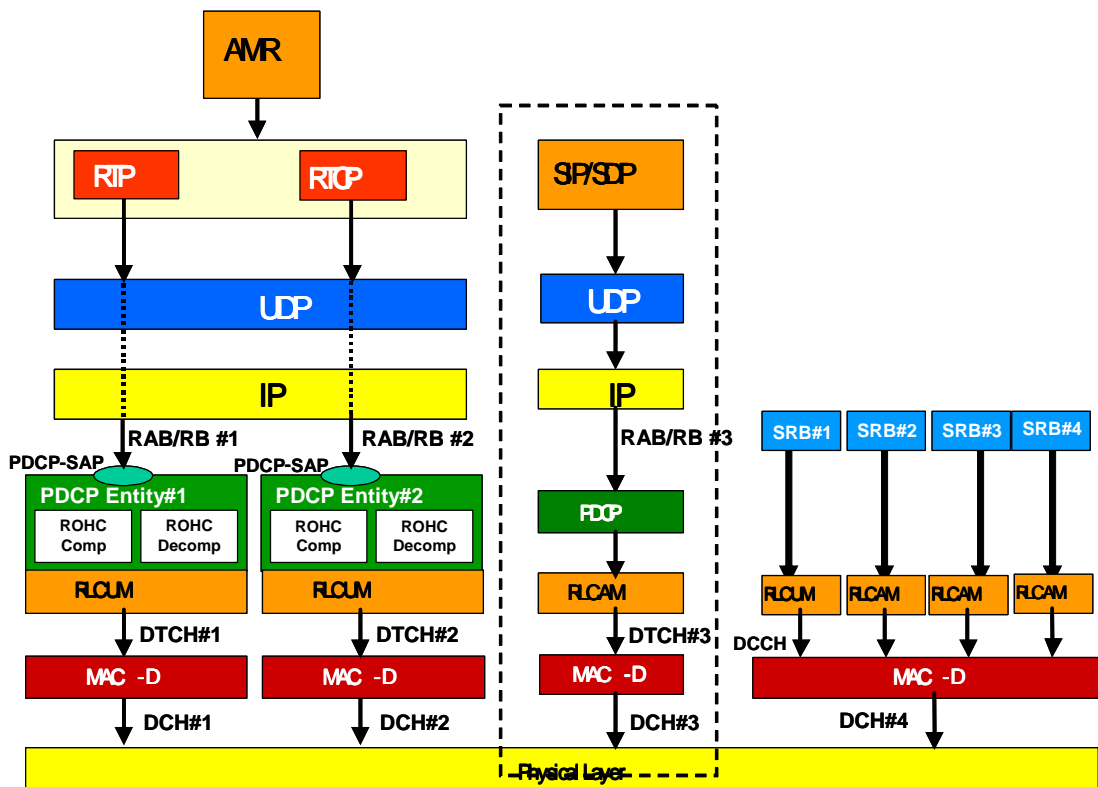 AMR
RTP
RTCP
SIP/SDP
UDP
UDP
IP
IP
RAB/RB #1
RAB/RB #2
RAB/RB #3
SRB#1
SRB#2
SRB#3
SRB#4
PDCP-SAP
PDCP-SAP
PDCP Entity#1
PDCP Entity#2
ROHC
Comp
ROHC
Decomp
ROHC
Comp
ROHC
Decomp
PDCP
RLCUM
RLCUM
RLCAM
RLCUM
RLCAM
RLCAM
RLCAM
DTCH#1
DTCH#2
DTCH#3
DCCH
MAC -D
MAC -D
MAC -D
MAC -D
DCH#1
DCH#2
DCH#3
DCH#4
Physical Layer